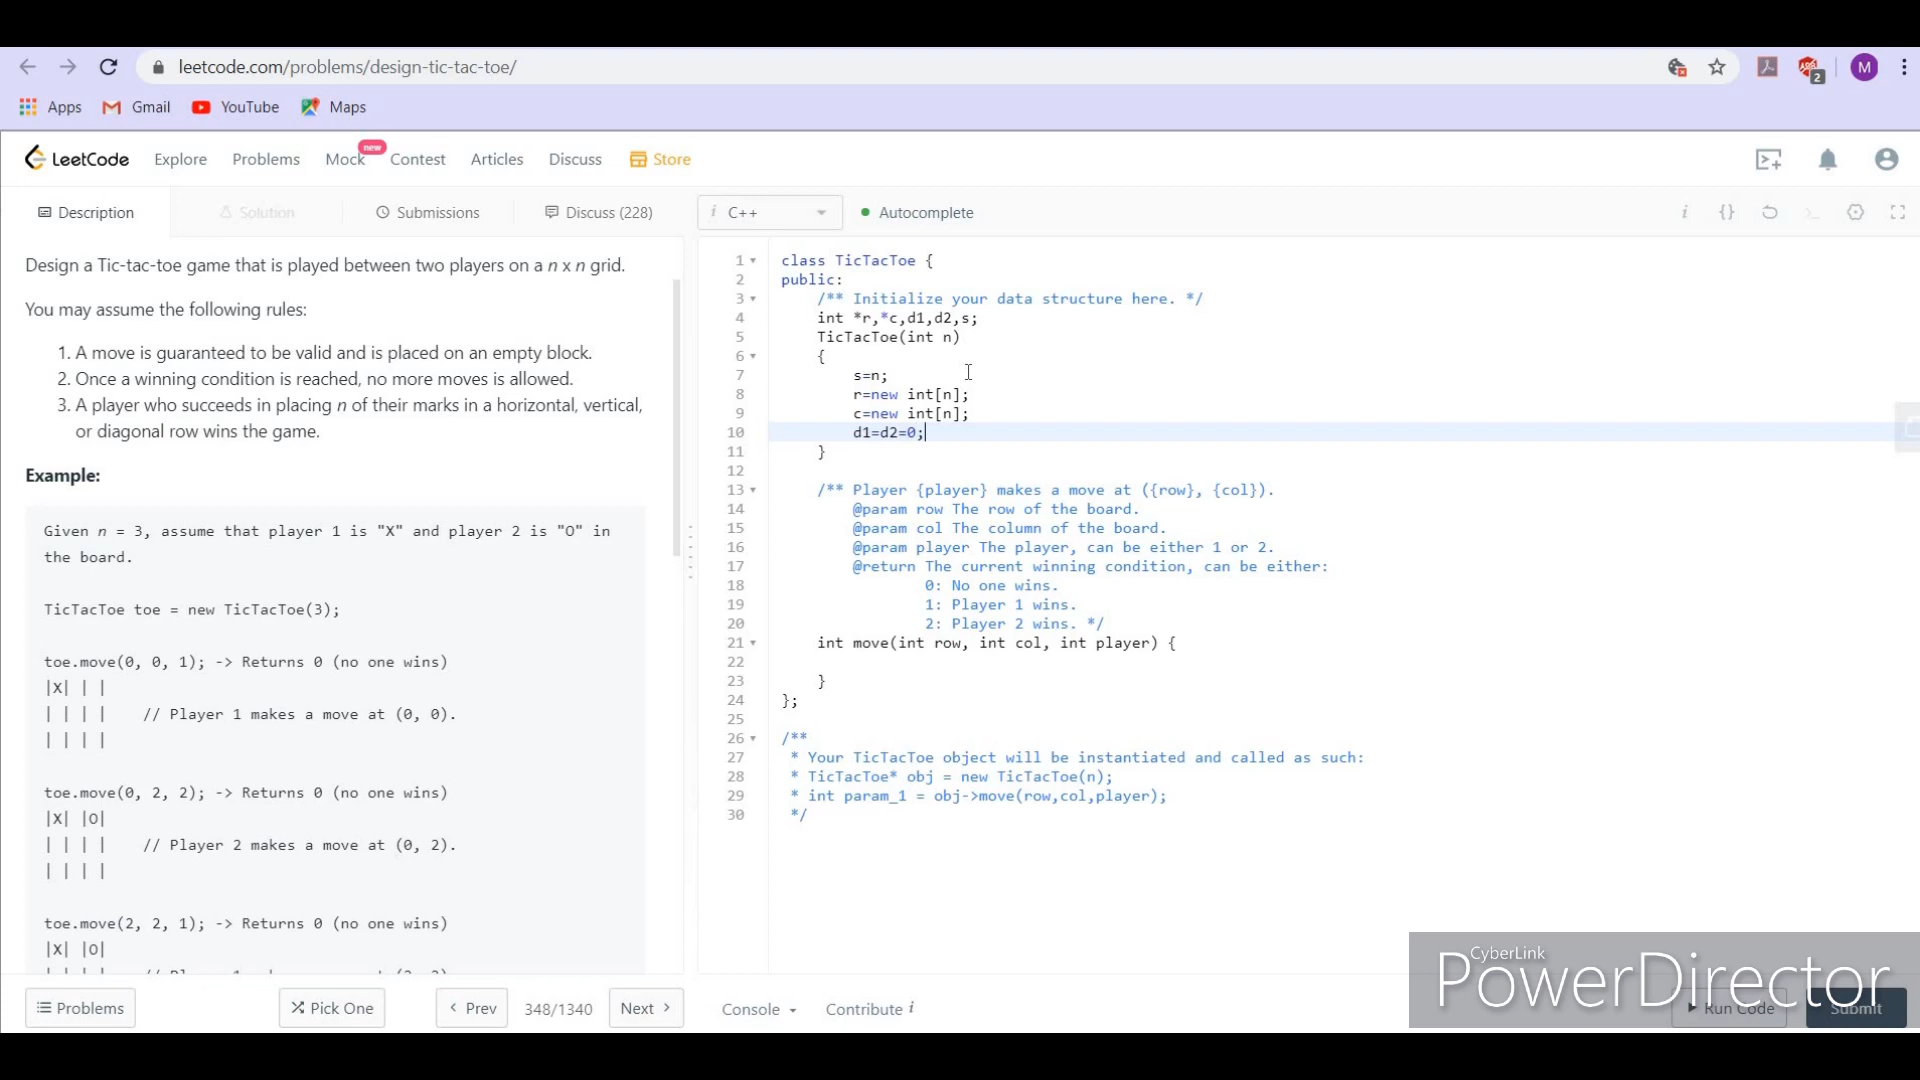 leetcode.com/problems/design-tic-tac-toe/
2
M
Apps
Gmail
YouTube
Maps
LeetCode
Explore
Problems
Mock
new
Contest
Articles
Discuss
Store
Description
Solution
Submissions
Discuss (228)
i C++
Autocomplete
i {}
Design a Tic-tac-toe game that is played between two players on a n x n grid.
You may assume the following rules:
1. A move is guaranteed to be valid and is placed on an empty block.
2. Once a winning condition is reached, no more moves is allowed.
3. A player who succeeds in placing n of their marks in a horizontal, vertical,
or diagonal row wins the game.
Example:
Given n = 3, assume that player 1 is "X" and player 2 is "O" in
the board.
TicTacToe toe = new TicTacToe(3);
toe.move(0, 0, 1); -> Returns 0 (no one wins)
|X| | |
| | | |    // Player 1 makes a move at (0, 0).
| | | |
toe.move(0, 2, 2); -> Returns 0 (no one wins)
|X| |O|
| | | |    // Player 2 makes a move at (0, 2).
| | | |
toe.move(2, 2, 1); -> Returns 0 (no one wins)
|X| |O|
1 class TicTacToe {
2 public:
3 /** Initialize your data structure here. */
4 int *r,*c,d1,d2,s;
5 TicTacToe(int n)
6 {
7 s=n;
8 r=new int[n];
9 c=new int[n];
10 d1=d2=0;
11 }
12
13 /** Player {player} makes a move at ({row}, {col}).
14 @param row The row of the board.
15 @param col The column of the board.
16 @param player The player, can be either 1 or 2.
17 @return The current winning condition, can be either:
18 0: No one wins.
19 1: Player 1 wins.
20 2: Player 2 wins. */
21 int move(int row, int col, int player) {
22
23 }
24 };
25
26 /**
27 * Your TicTacToe object will be instantiated and called as such:
28 * TicTacToe* obj = new TicTacToe(n);
29 * int param_1 = obj->move(row,col,player);
30 */
Problems
Pick One
Prev
348/1340
Next
Console
Contribute i
Run Code
Submit
CyberLink
PowerDirector